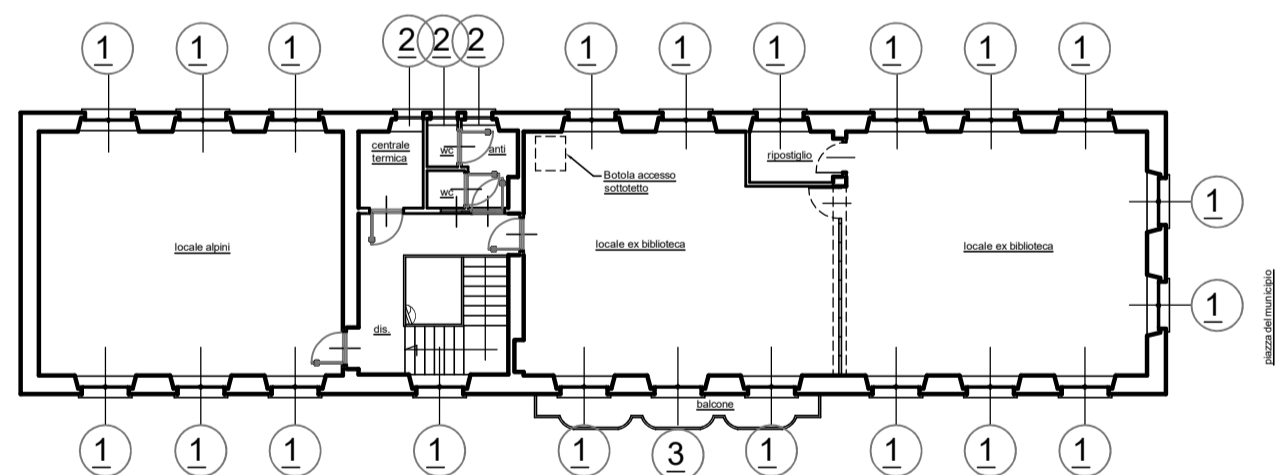 1 1 1 2 2 2 1 1 1 1 1 1
centrale
termica
wc
anti
ripostiglio
Botola accesso
sottotetto
wc
1
locale alpini
locale ex biblioteca
locale ex biblioteca
piazza del municipio
1
dis.
balcone
1 1 1 1 1 3 1 1 1 1